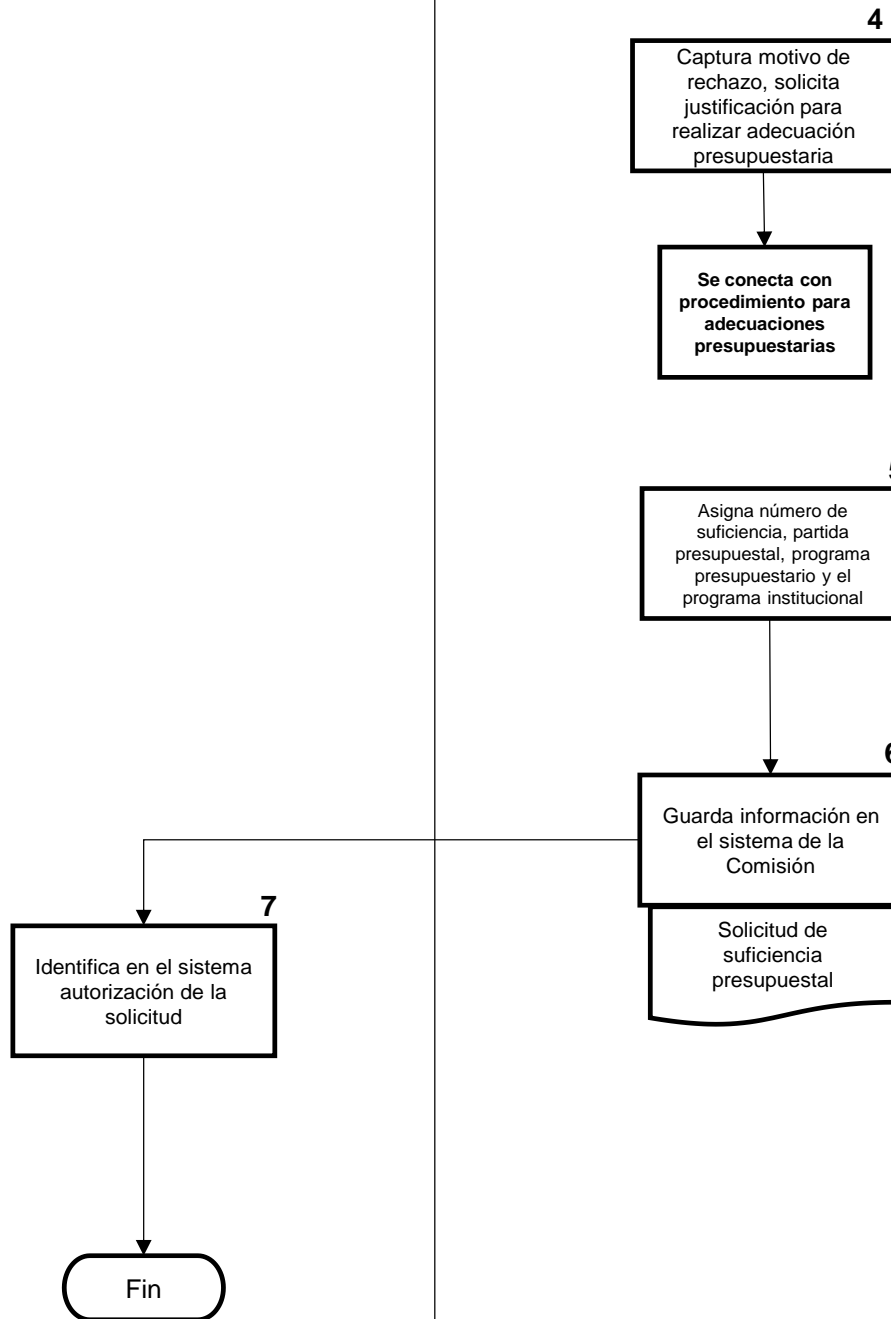 4
Captura motivo de
rechazo, solicita
justificación para
realizar adecuación
presupuestaria
Se conecta con
procedimiento para
adecuaciones
presupuestarias
5
Asigna número de
suficiencia, partida
presupuestal, programa
presupuestario y el
programa institucional
6
Guarda información en
el sistema de la
Comisión
Solicitud de
suficiencia
presupuestal
7
Identifica en el sistema
autorización de la
solicitud
Fin